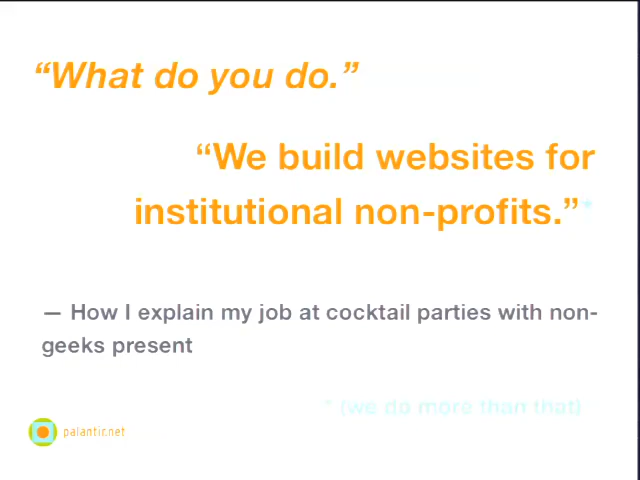 “What do you do.”
“We build websites for
institutional non-profits.”*
— How I explain my job at cocktail parties with non-
geeks present
* (we do more than that)
palantir.net